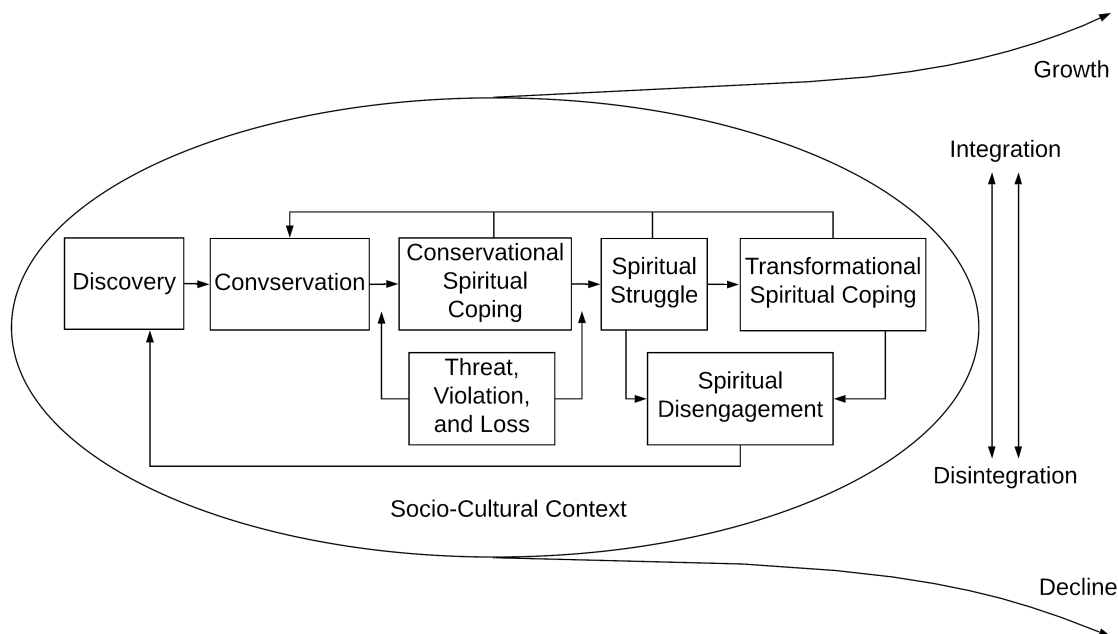 Growth
Integration
Discovery
Convservation
Conservational
Spiritual
Coping
Spiritual
Struggle
Transformational
Spiritual Coping
Threat,
Violation,
and Loss
Spiritual
Disengagement
Disintegration
Socio-Cultural Context
Decline